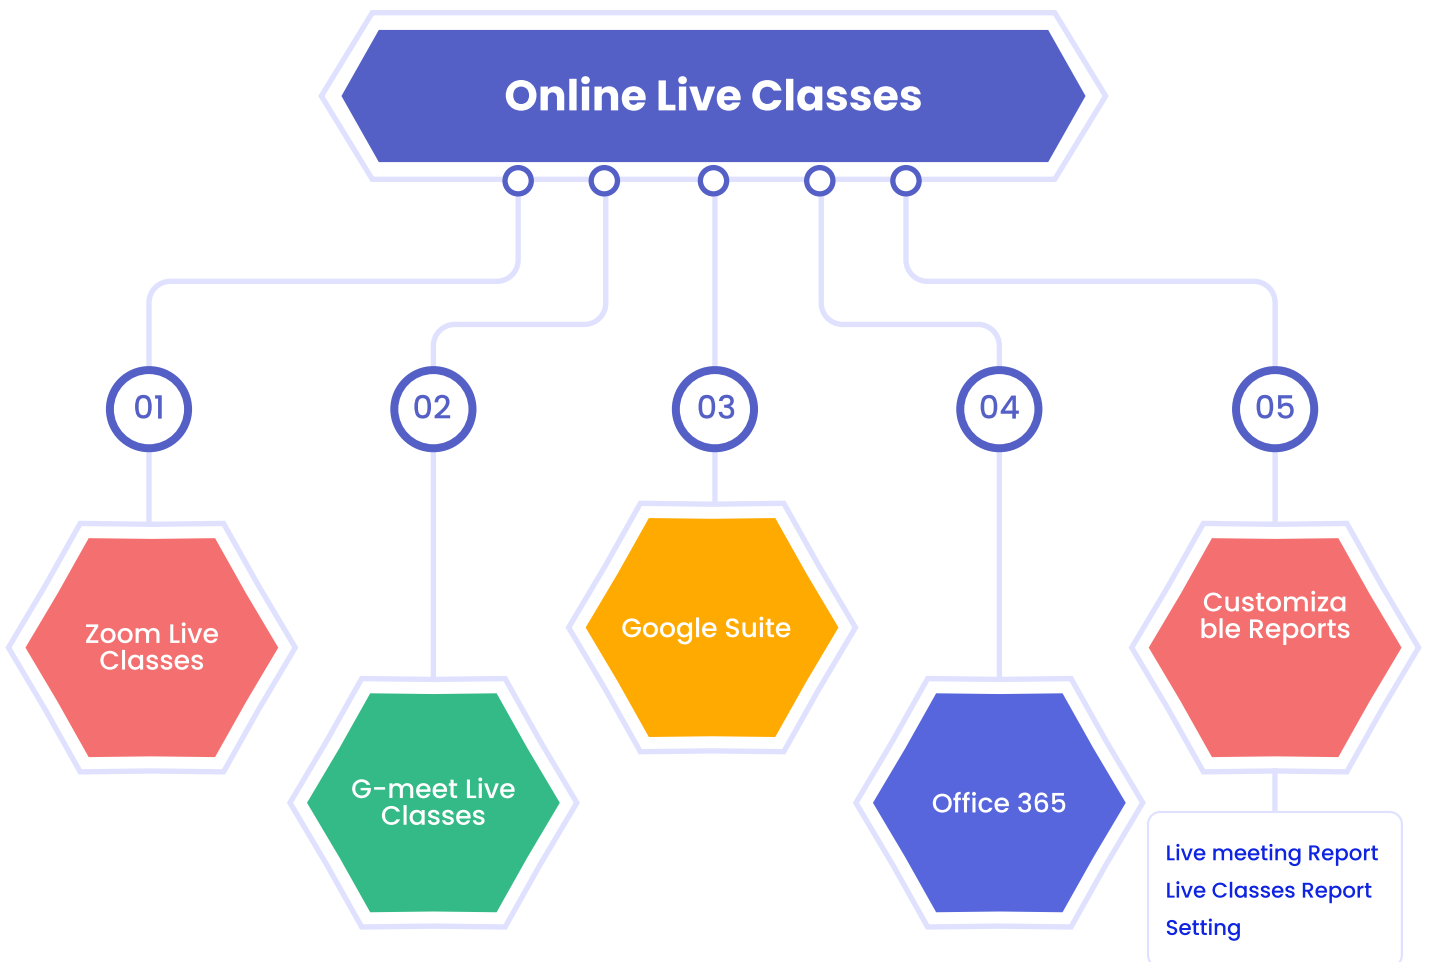 Online Live Classes
01
02
03
04
05
Zoom Live
Classes
G-meet Live
Classes
Google Suite
Office 365
Customiza
ble Reports
Live meeting Report
Live Classes Report
Setting